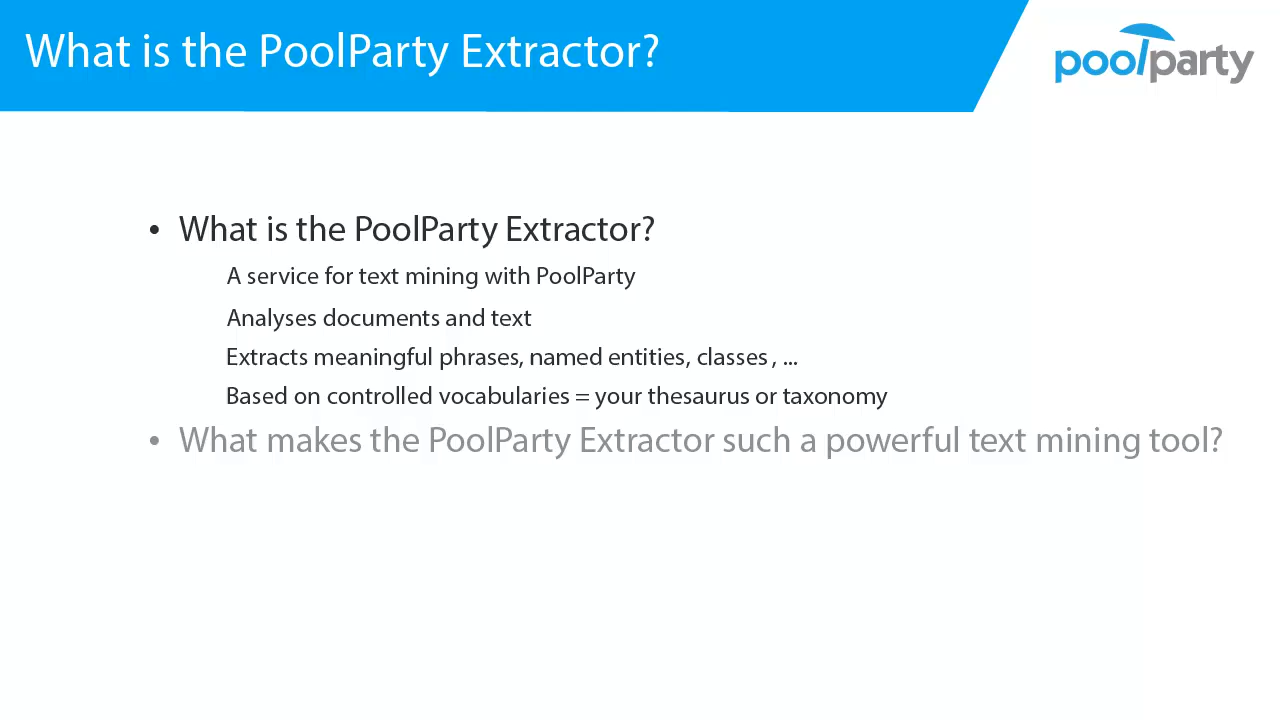 What is the PoolParty Extractor?
poolparty
• What is the PoolParty Extractor?
A service for text mining with PoolParty
Analyses documents and text
Extracts meaningful phrases, named entities, classes , ...
Based on controlled vocabularies = your thesaurus or taxonomy
• What makes the PoolParty Extractor such a powerful text mining tool?